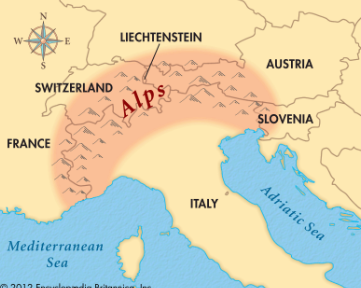 N
W
E
S
LIECHTENSTEIN
AUSTRIA
SWITZERLAND
Alps
SLOVENIA
FRANCE
ITALY
Adriatic Sea
Mediterranean
Sea
© 2012 Encyclopædia Britannica, Inc.